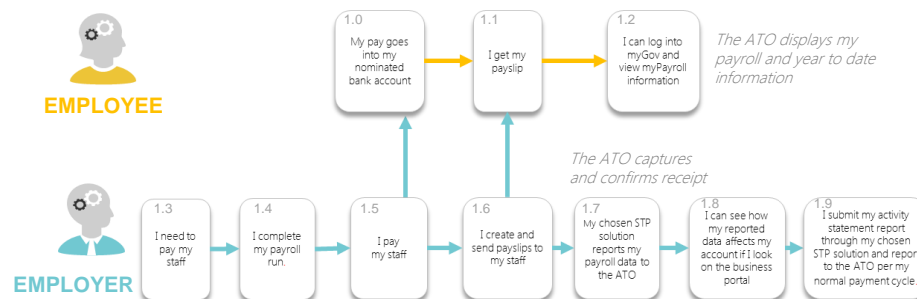 1.0
My pay goes
into my
nominated
bank account
1.1
I get my
payslip
1.2
I can log into
myGov and
view myPayroll
information
The ATO displays my
payroll and year to date
information
EMPLOYEE
The ATO captures
and confirms receipt
1.3
I need to
pay my
staff
1.4
I complete
my payroll
run.
1.5
I pay
my staff
1.6
I create and
send payslips to
my staff
1.7
My chosen STP
solution
reports my
payroll data to
the ATO
1.8
I can see how
my reported
data affects my
account if I look
on the business
portal
1.9
I submit my activity
statement report
through my chosen
STP solution and report
to the ATO per my
normal payment cycle
EMPLOYER